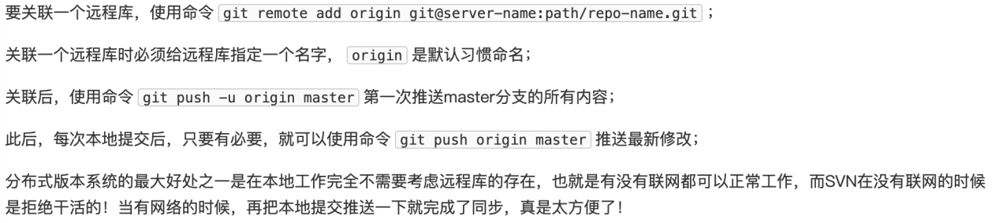 要关联一个远程库，使用命令 git remote add origin git@server-name:path/repo-name.git ；
关联一个远程库时必须给远程库指定一个名字， origin 是默认习惯命名；
关联后，使用命令 git push -u origin master 第一次推送master分支的所有内容；
此后，每次本地提交后，只要有必要，就可以使用命令 git push origin master 推送最新修改；
分布式版本系统的最大好处之一是在本地工作完全不需要考虑远程库的存在，也就是有没有联网都可以正常工作，而SVN在没有联网的时候
是拒绝干活的！当有网络的时候，再把本地提交推送一下就完成了同步，真是太方便了！